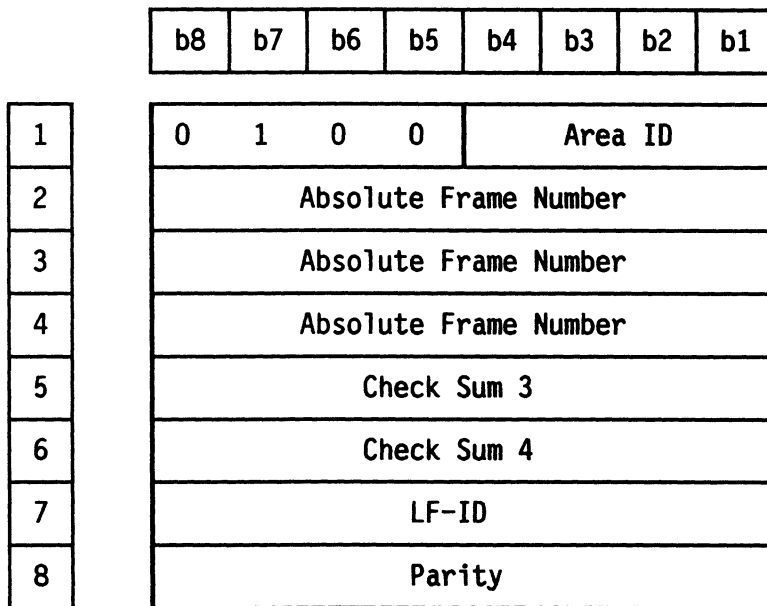 b8 b7 b6 b5 b4 b3 b2 b1
1 0 1 0 0 Area ID
2 Absolute Frame Number
3 Absolute Frame Number
4 Absolute Frame Number
5 Check Sum 3
6 Check Sum 4
7 LF-ID
8 Parity